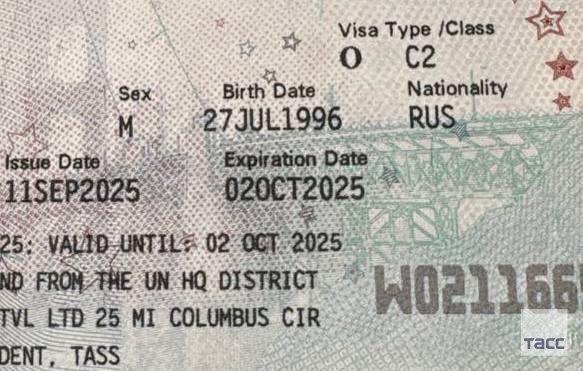 Visa Type /Class
O C2
Sex Birth Date Nationality
M 27JUL1996 RUS
Issue Date Expiration Date
11SEP2025 02OCT2025
25: VALID UNTIL: 02 OCT 2025
ND FROM THE UN HQ DISTRICT
TVL LTD 25 MI COLUMBUS CIR
DENT, TASS
W0211664
ТАСС